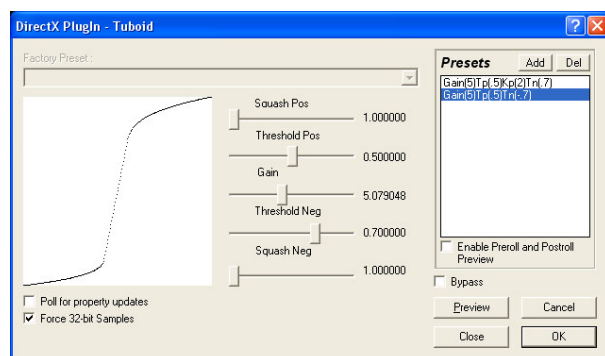 DirectX PlugIn - Tuboid
Factory Preset :
Squash Pos
1.000000
Threshold Pos
0.500000
Gain
5.079048
Threshold Neg
0.700000
Squash Neg
1.000000
Poll for property updates
Force 32-bit Samples
Presets
Add
Del
Gain(5)Tp(.5)Kp(2)Tn(.7)
Gain(5)Tp(.5)Tn(-.7)
Enable Preroll and Postroll
Preview
Bypass
Preview
Cancel
Close
OK